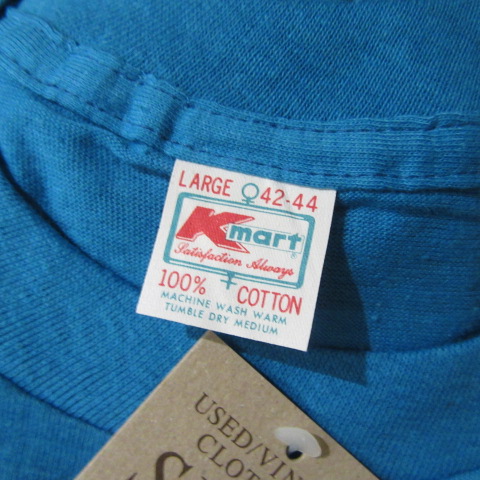 LARGE 42-44
Kmart®
Satisfaction Always
100% COTTON
MACHINE WASH WARM
TUMBLE DRY MEDIUM
USED/VIN
CLOT